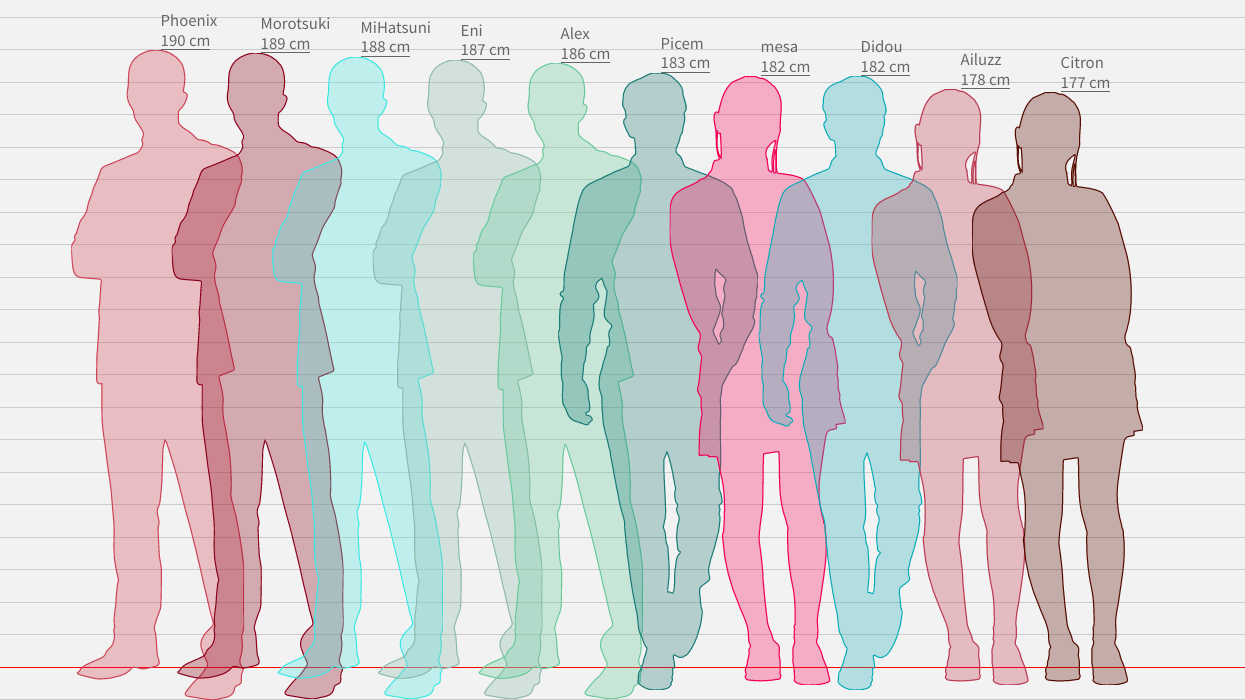 Phoenix
190 cm
Morotsuki
189 cm
MiHatsuni
188 cm
Eni
187 cm
Alex
186 cm
Picem
183 cm
mesa
182 cm
Didou
182 cm
Ailuzz
178 cm
Citron
177 cm